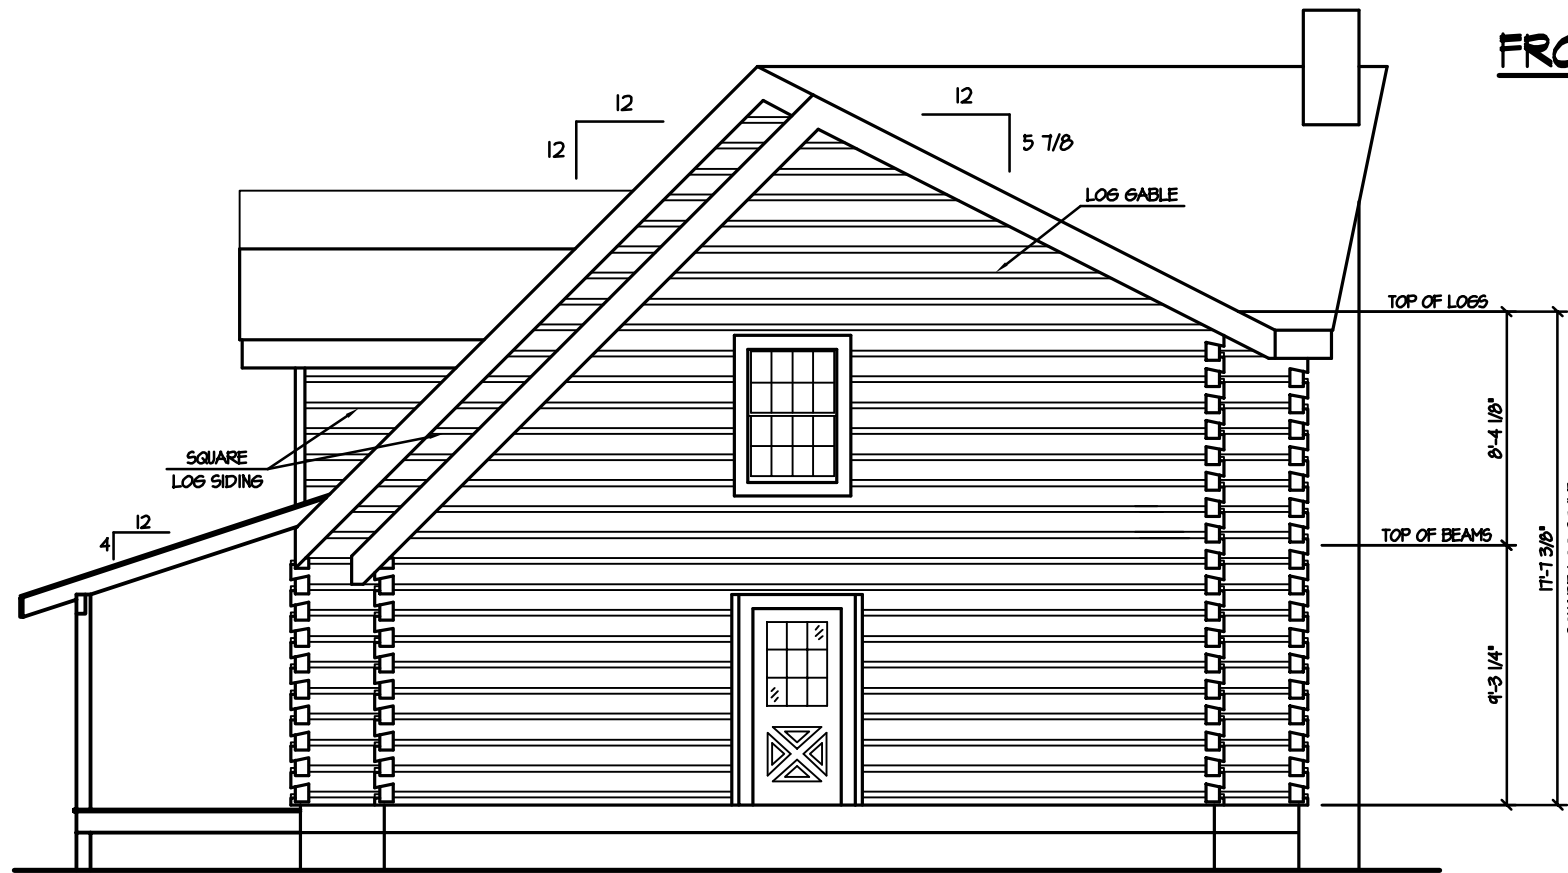 FRO
12
12
12
5 7/8
LOG GABLE
TOP OF LOGS
8'-4 1/8"
SQUARE
LOG SIDING
12
4
TOP OF BEAMS
17'-7 3/8"
9'-3 1/4"